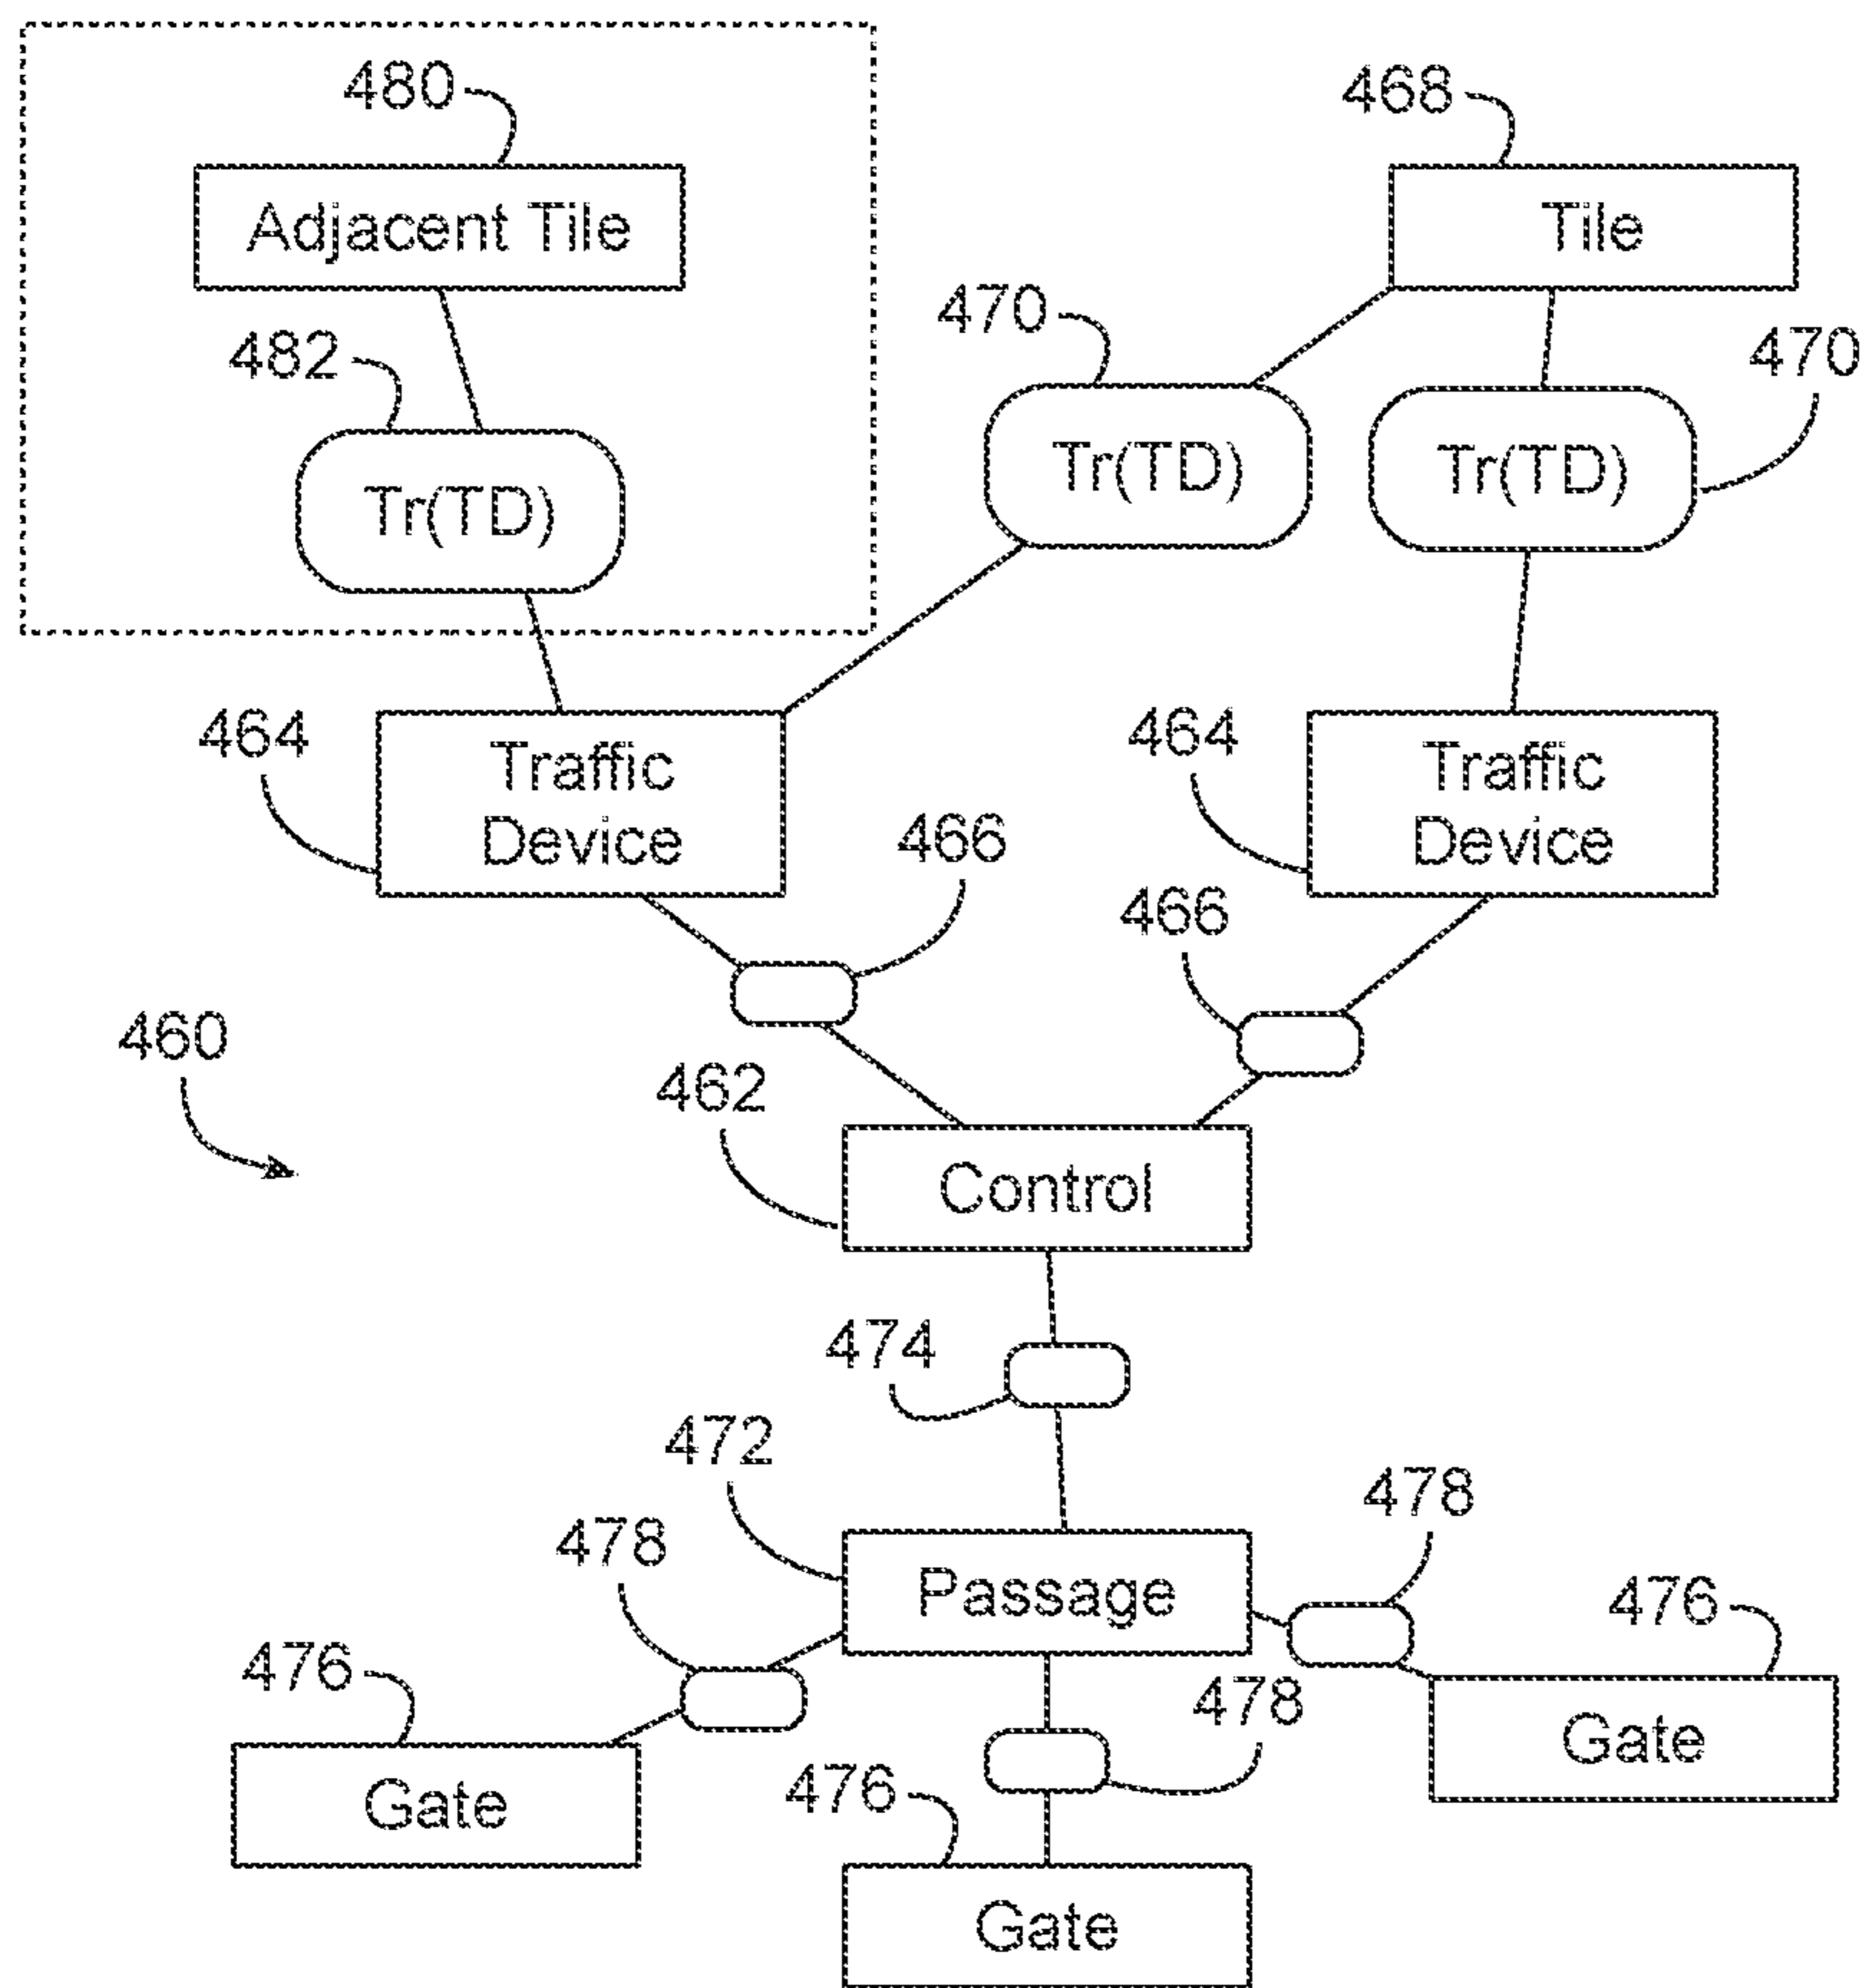 480
468
Adjacent Tile
Tile
470
482
470
Tr(TD)
Tr(TD)
Tr(TD)
464
Traffic
Device
464
Traffic
Device
466
466
460
462
Control
474
472
478
478
Passage
476
476
478
Gate
Gate
476
Gate